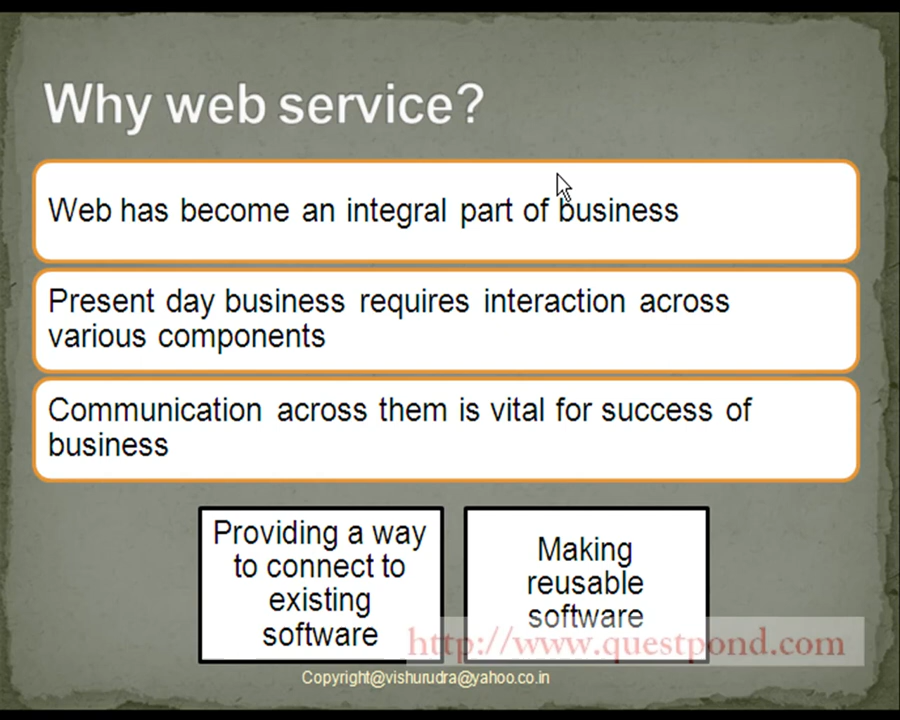 Why web service?
Web has become an integral part of business
Present day business requires interaction across
various components
Communication across them is vital for success of
business
Providing a way
to connect to
existing
software
Making
reusable
software
http://www.questpond.com
Copyright@vishurudra@yahoo.co.in